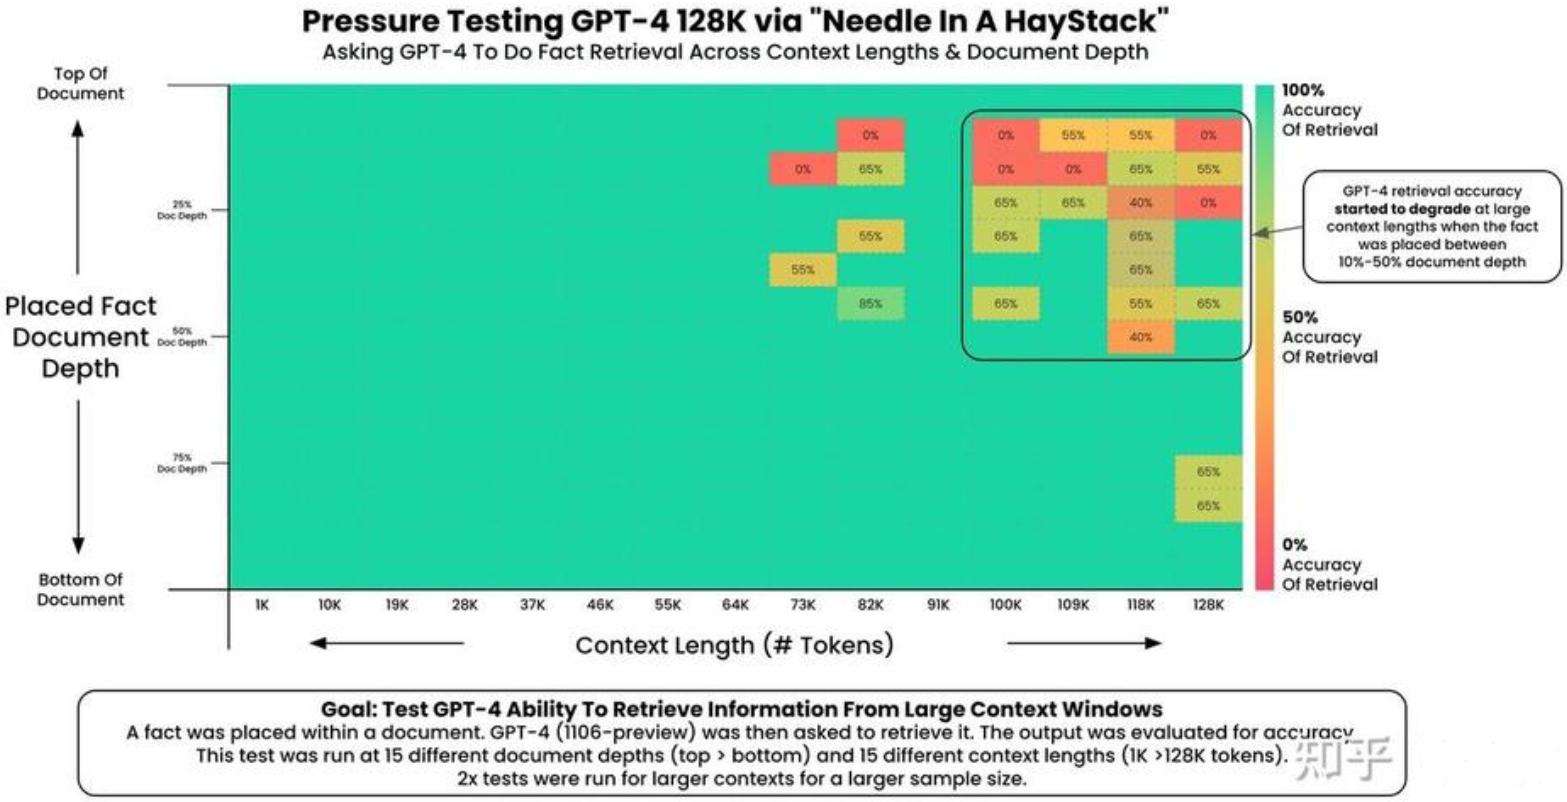 Pressure Testing GPT-4 128K via "Needle In A HayStack"
Asking GPT-4 To Do Fact Retrieval Across Context Lengths & Document Depth
Top Of
Document
Placed Fact
Document
Depth
Bottom Of
Document
25%
Doc Depth
50%
Doc Depth
75%
Doc Depth
0% 0% 55% 55% 0%
0% 65% 0% 0% 65% 55%
65% 65% 40% 0%
55% 65% 65%
55% 65%
85% 65% 55% 65%
40%
65%
65%
100%
Accuracy
Of Retrieval
50%
Accuracy
Of Retrieval
0%
Accuracy
Of Retrieval
GPT-4 retrieval accuracy
started to degrade at large
context lengths when the fact
was placed between
10%-50% document depth
1K 10K 19K 28K 37K 46K 55K 64K 73K 82K 91K 100K 109K 118K 128K
Context Length (# Tokens)
Goal: Test GPT-4 Ability To Retrieve Information From Large Context Windows
A fact was placed within a document. GPT-4 (1106-preview) was then asked to retrieve it. The output was evaluated for accuracy.
This test was run at 15 different document depths (top > bottom) and 15 different context lengths (1K >128K tokens).
2x tests were run for larger contexts for a larger sample size.
知乎